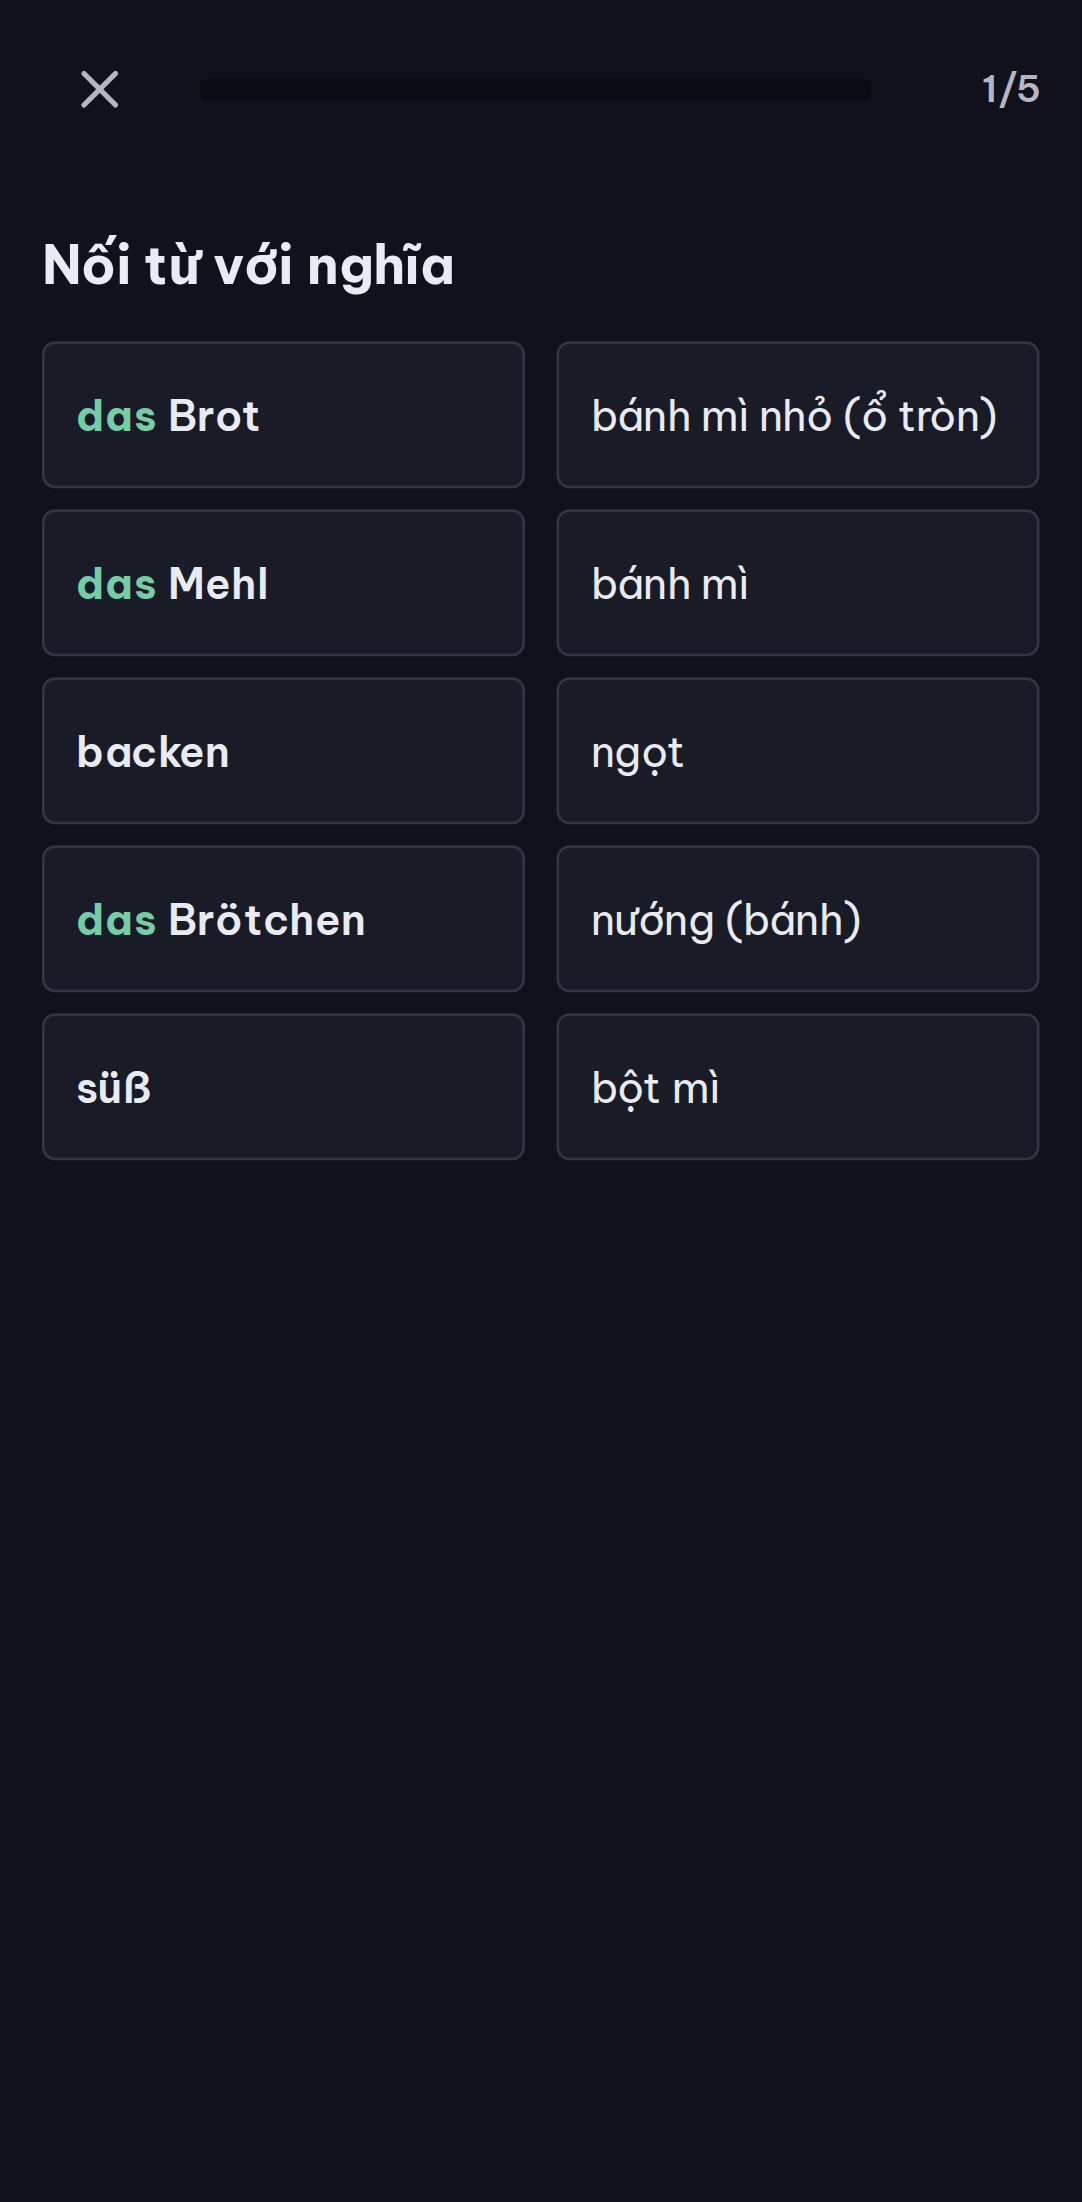 1/5
Nối từ với nghĩa
das Brot
bánh mì nhỏ (ổ tròn)
das Mehl
bánh mì
backen
ngọt
das Brötchen
nướng (bánh)
süß
bột mì